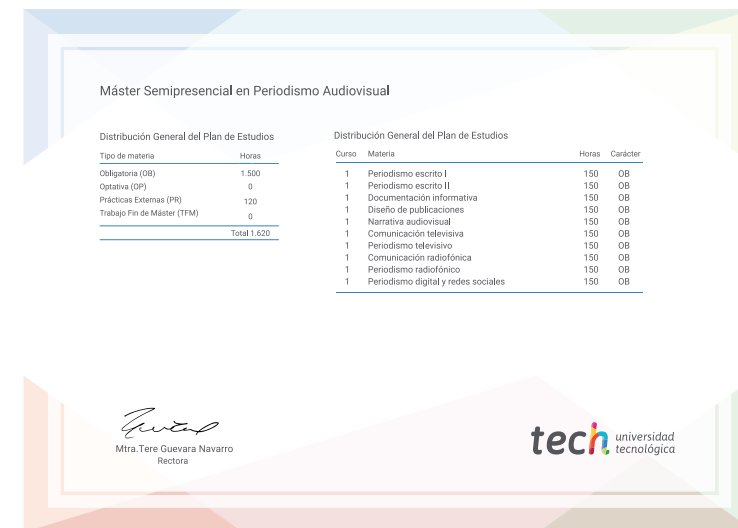 Máster Semipresencial en Periodismo Audiovisual
Distribución General del Plan de Estudios
Tipo de materia Horas
Obligatoria (OB) 1.500
Optativa (OP) 0
Prácticas Externas (PR) 120
Trabajo Fin de Máster (TFM) 0
Total 1.620
Distribución General del Plan de Estudios
Curso Materia Horas Carácter
1 Periodismo escrito I 150 OB
1 Periodismo escrito II 150 OB
1 Documentación informativa 150 OB
1 Diseño de publicaciones 150 OB
1 Narrativa audiovisual 150 OB
1 Comunicación televisiva 150 OB
1 Periodismo televisivo 150 OB
1 Comunicación radiofónica 150 OB
1 Periodismo radiofónico 150 OB
1 Periodismo digital y redes sociales 150 OB
Mtra.Tere Guevara Navarro
Rectora
tech universidad
tecnológica